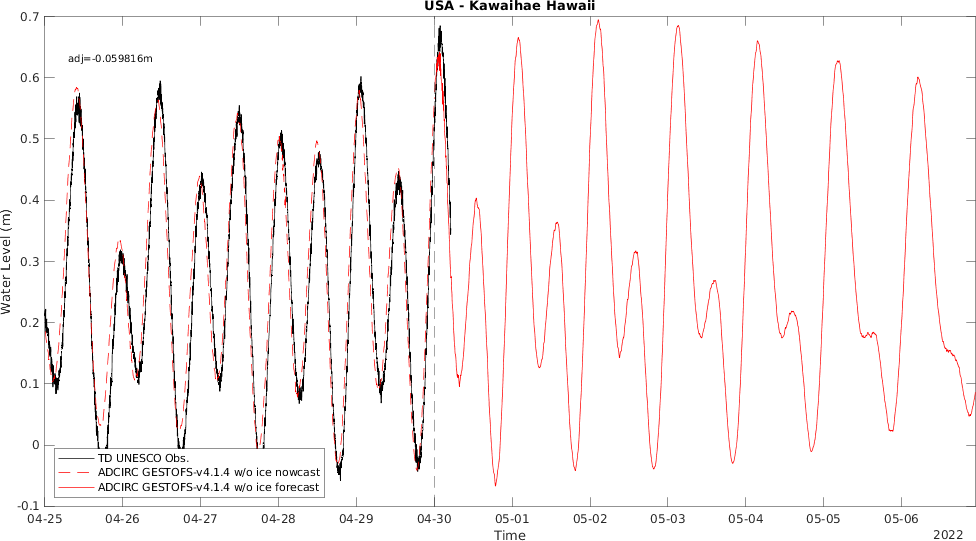 USA - Kawaihae Hawaii
adj=-0.059816m
Water Level (m)
0.7
0.6
0.5
0.4
0.3
0.2
0.1
0
-0.1
TD UNESCO Obs.
ADCIRC GESTOFS-v4.1.4 w/o ice nowcast
ADCIRC GESTOFS-v4.1.4 w/o ice forecast
04-25 04-26 04-27 04-28 04-29 04-30 05-01 05-02 05-03 05-04 05-05 05-06
Time
2022